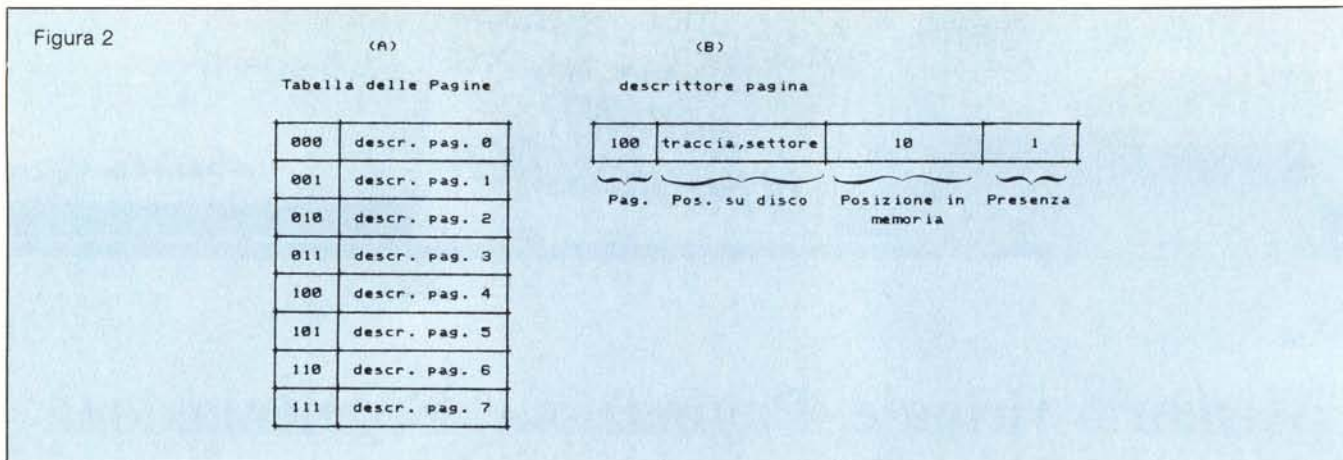 Figura 2
(A)
Tabella delle Pagine
000 descr. pag. 0
001 descr. pag. 1
010 descr. pag. 2
011 descr. pag. 3
100 descr. pag. 4
101 descr. pag. 5
110 descr. pag. 6
111 descr. pag. 7
(B)
descrittore pagina
100 traccia,settore 10 1
Pag. Pos. su disco Posizione in memoria Presenza